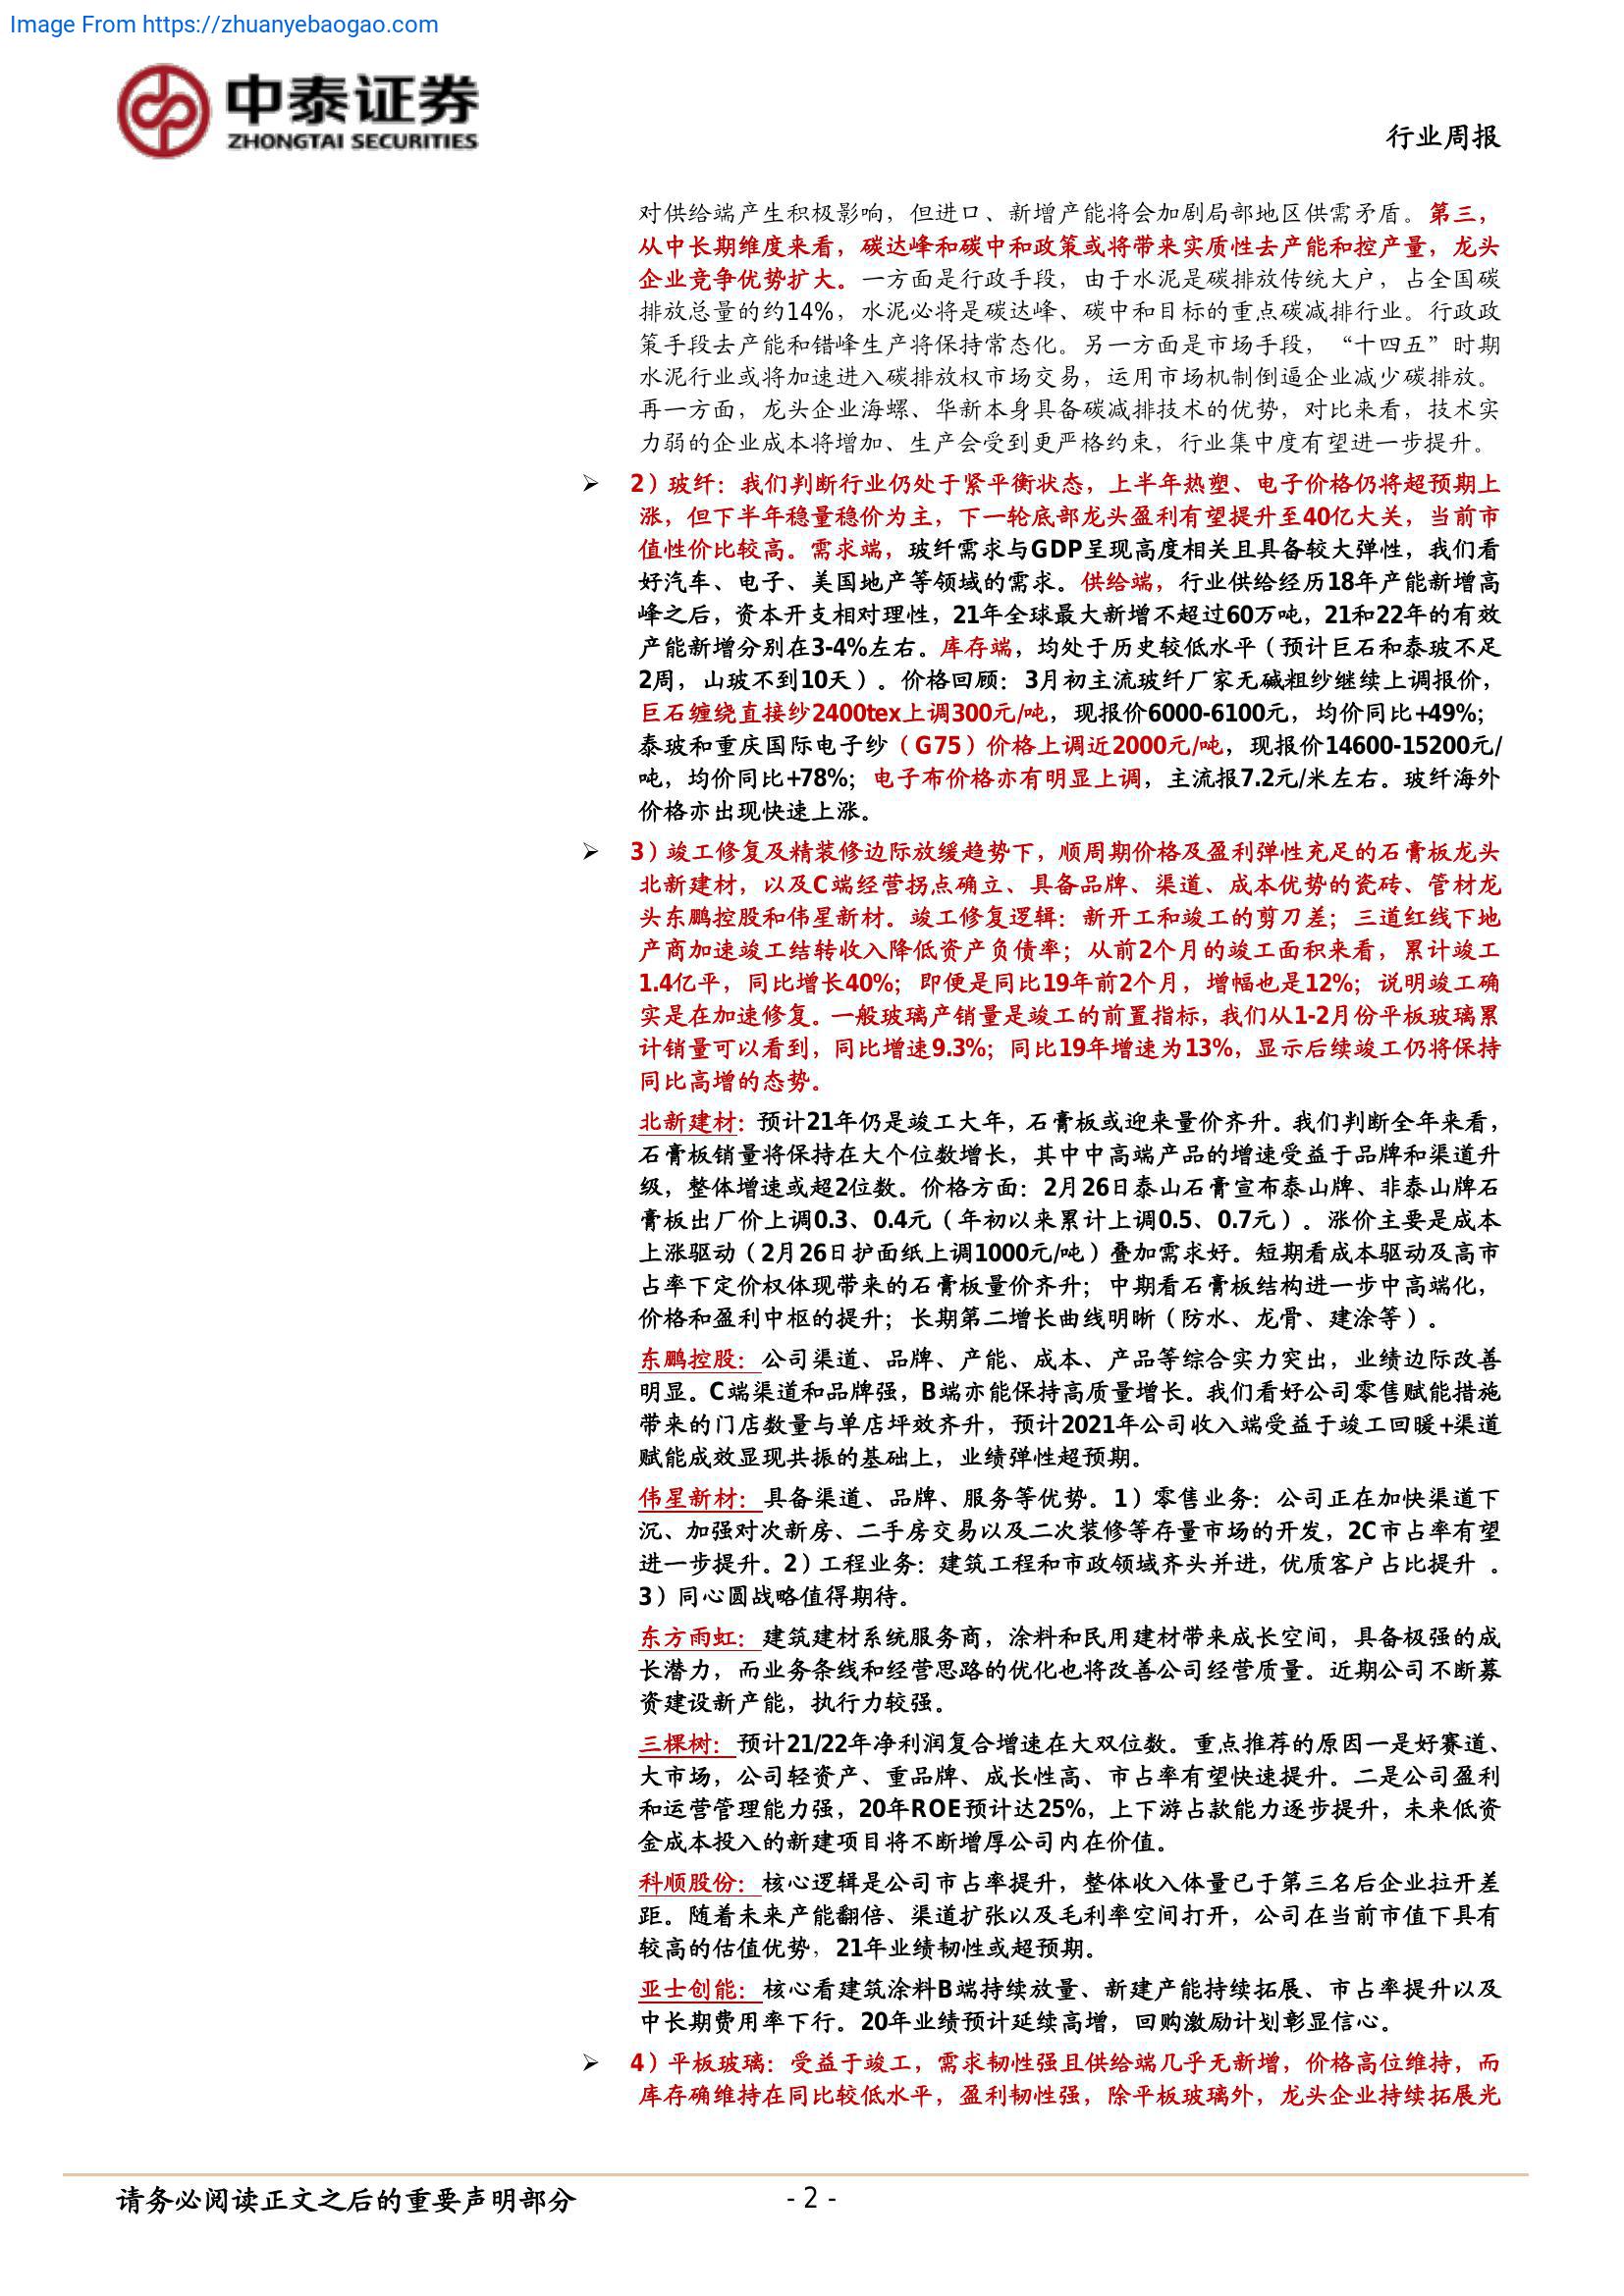 Image From https://zhuanyebaogao.com
中泰证券
ZHONGTAI SECURITIES
行业周报
对供给端产生积极影响，但进口、新增产能将会加剧局部地区供需矛盾。第三，
从中长期维度来看，碳达峰和碳中和政策或将带来实质性去产能和控产量，龙头
企业竞争优势扩大。一方面是行政手段，由于水泥是碳排放传统大户，占全国碳
排放总量的约14%，水泥必将是碳达峰、碳中和目标的重点碳减排行业。行政政
策手段去产能和错峰生产将保持常态化。另一方面是市场手段，“十四五”时期
水泥行业或将加速进入碳排放权市场交易，运用市场机制倒逼企业减少碳排放。
再一方面，龙头企业海螺、华新本身具备碳减排技术的优势，对比来看，技术实
力弱的企业成本将增加、生产会受到更严格约束，行业集中度有望进一步提升。
➢ 2）玻纤：我们判断行业仍处于紧平衡状态，上半年热塑、电子价格仍将超预期上
涨，但下半年稳量稳价为主，下一轮底部龙头盈利有望提升至40亿大关，当前市
值性价比较高。需求端，玻纤需求与GDP呈现高度相关且具备较大弹性，我们看
好汽车、电子、美国地产等领域的需求。供给端，行业供给经历18年产能新增高
峰之后，资本开支相对理性，21年全球最大新增不超过60万吨，21和22年的有效
产能新增分别在3-4%左右。库存端，均处于历史较低水平（预计巨石和泰玻不足
2周，山玻不到10天）。价格回顾：3月初主流玻纤厂家无碱粗纱继续上调报价，
巨石缠绕直接纱2400tex上调300元/吨，现报价6000-6100元，均价同比+49%；
泰玻和重庆国际电子纱（G75）价格上调近2000元/吨，现报价14600-15200元/
吨，均价同比+78%；电子布价格亦有明显上调，主流报7.2元/米左右。玻纤海外
价格亦出现快速上涨。
➢ 3）竣工修复及精装修边际放缓趋势下，顺周期价格及盈利弹性充足的石膏板龙头
北新建材，以及C端经营拐点确立、具备品牌、渠道、成本优势的瓷砖、管材龙
头东鹏控股和伟星新材。竣工修复逻辑：新开工和竣工的剪刀差；三道红线下地
产商加速竣工结转收入降低资产负债率；从前2个月的竣工面积来看，累计竣工
1.4亿平，同比增长40%；即便是同比19年前2个月，增幅也是12%；说明竣工确
实是在加速修复。一般玻璃产销量是竣工的前置指标，我们从1-2月份平板玻璃累
计销量可以看到，同比增速9.3%；同比19年增速为13%，显示后续竣工仍将保持
同比高增的态势。
北新建材：预计21年仍是竣工大年，石膏板或迎来量价齐升。我们判断全年来看，
石膏板销量将保持在大个位数增长，其中中高端产品的增速受益于品牌和渠道升
级，整体增速或超2位数。价格方面：2月26日泰山石膏宣布泰山牌、非泰山牌石
膏板出厂价上调0.3、0.4元（年初以来累计上调0.5、0.7元）。涨价主要是成本
上涨驱动（2月26日护面纸上调1000元/吨）叠加需求好。短期看成本驱动及高市
占率下定价权体现带来的石膏板量价齐升；中期看石膏板结构进一步中高端化，
价格和盈利中枢的提升；长期第二增长曲线明晰（防水、龙骨、建涂等）。
东鹏控股：公司渠道、品牌、产能、成本、产品等综合实力突出，业绩边际改善
明显。C端渠道和品牌强，B端亦能保持高质量增长。我们看好公司零售赋能措施
带来的门店数量与单店坪效齐升，预计2021年公司收入端受益于竣工回暖+渠道
赋能成效显现共振的基础上，业绩弹性超预期。
伟星新材：具备渠道、品牌、服务等优势。1）零售业务：公司正在加快渠道下
沉、加强对次新房、二手房交易以及二次装修等存量市场的开发，2C市占率有望
进一步提升。2）工程业务：建筑工程和市政领域齐头并进，优质客户占比提升 。
3）同心圆战略值得期待。
东方雨虹：建筑建材系统服务商，涂料和民用建材带来成长空间，具备极强的成
长潜力，而业务条线和经营思路的优化也将改善公司经营质量。近期公司不断募
资建设新产能，执行力较强。
三棵树：预计21/22年净利润复合增速在大双位数。重点推荐的原因一是好赛道、
大市场，公司轻资产、重品牌、成长性高、市占率有望快速提升。二是公司盈利
和运营管理能力强，20年ROE预计达25%，上下游占款能力逐步提升，未来低资
金成本投入的新建项目将不断增厚公司内在价值。
科顺股份：核心逻辑是公司市占率提升，整体收入体量已于第三名后企业拉开差
距。随着未来产能翻倍、渠道扩张以及毛利率空间打开，公司在当前市值下具有
较高的估值优势，21年业绩韧性或超预期。
亚士创能：核心看建筑涂料B端持续放量、新建产能持续拓展、市占率提升以及
中长期费用率下行。20年业绩预计延续高增，回购激励计划彰显信心。
➢ 4）平板玻璃：受益于竣工，需求韧性强且供给端几乎无新增，价格高位维持，而
库存确维持在同比较低水平，盈利韧性强，除平板玻璃外，龙头企业持续拓展光
请务必阅读正文之后的重要声明部分
- 2 -